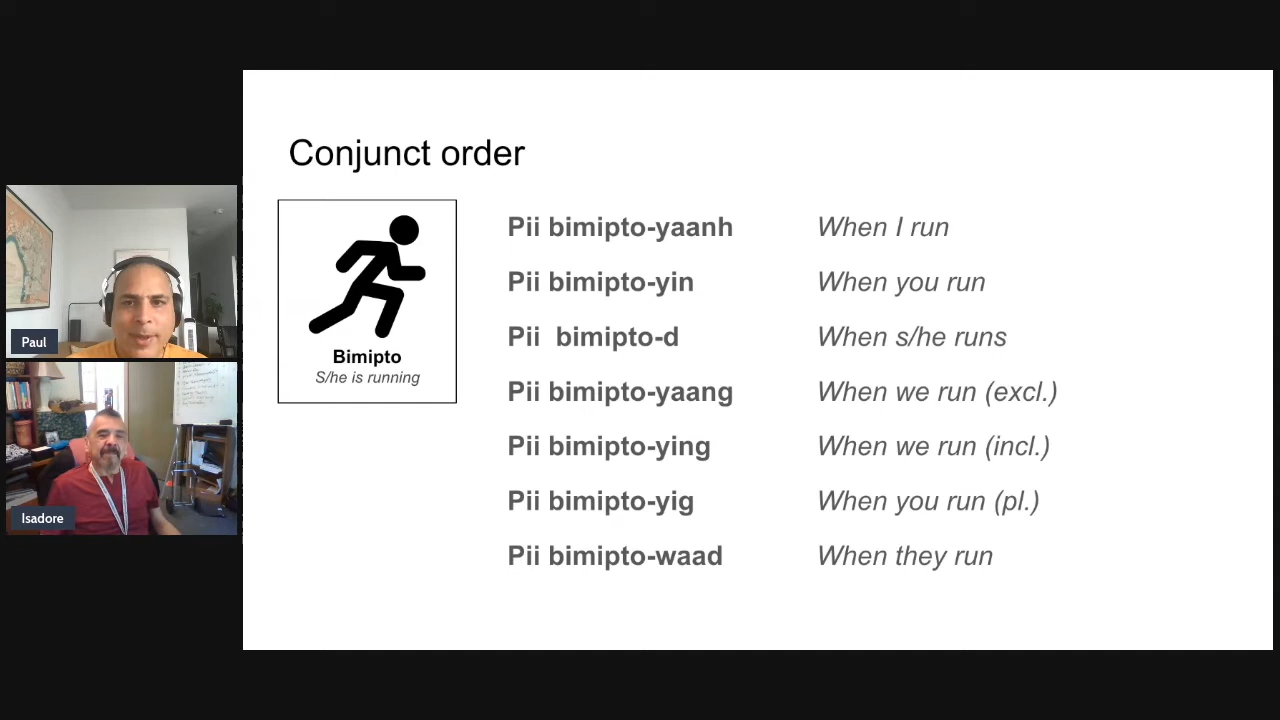 Conjunct order
Bimipto
S/he is running
Pii bimipto-yaanh When I run
Pii bimipto-yin When you run
Pii  bimipto-d When s/he runs
Pii bimipto-yaang When we run (excl.)
Pii bimipto-ying When we run (incl.)
Pii bimipto-yig When you run (pl.)
Pii bimipto-waad When they run
Paul
Isadore